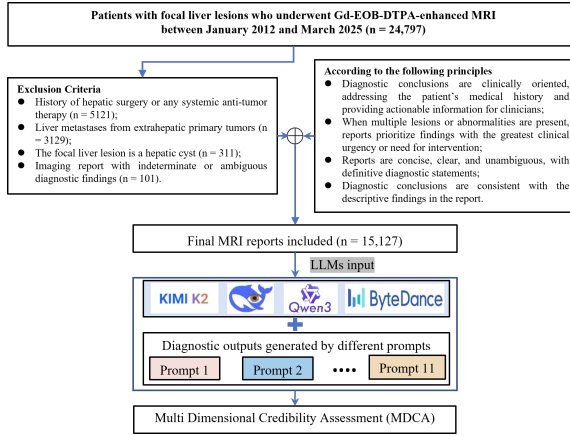 Patients with focal liver lesions who underwent Gd-EOB-DTPA-enhanced MRI
between January 2012 and March 2025 (n = 24,797)
Exclusion Criteria
● History of hepatic surgery or any systemic anti-tumor
therapy (n = 5121);
● Liver metastases from extrahepatic primary tumors (n
= 3129);
● The focal liver lesion is a hepatic cyst (n = 311);
● Imaging report with indeterminate or ambiguous
diagnostic findings (n = 101).
According to the following principles
● Diagnostic conclusions are clinically oriented,
addressing the patient's medical history and
providing actionable information for clinicians;
● When multiple lesions or abnormalities are present,
reports prioritize findings with the greatest clinical
urgency or need for intervention;
● Reports are concise, clear, and unambiguous, with
definitive diagnostic statements;
● Diagnostic conclusions are consistent with the
descriptive findings in the report.
Final MRI reports included (n = 15,127)
LLMs input
KIMI K2
Qwen3
ByteDance
Diagnostic outputs generated by different prompts
Prompt 1
Prompt 2
••••
Prompt 11
Multi Dimensional Credibility Assessment (MDCA)